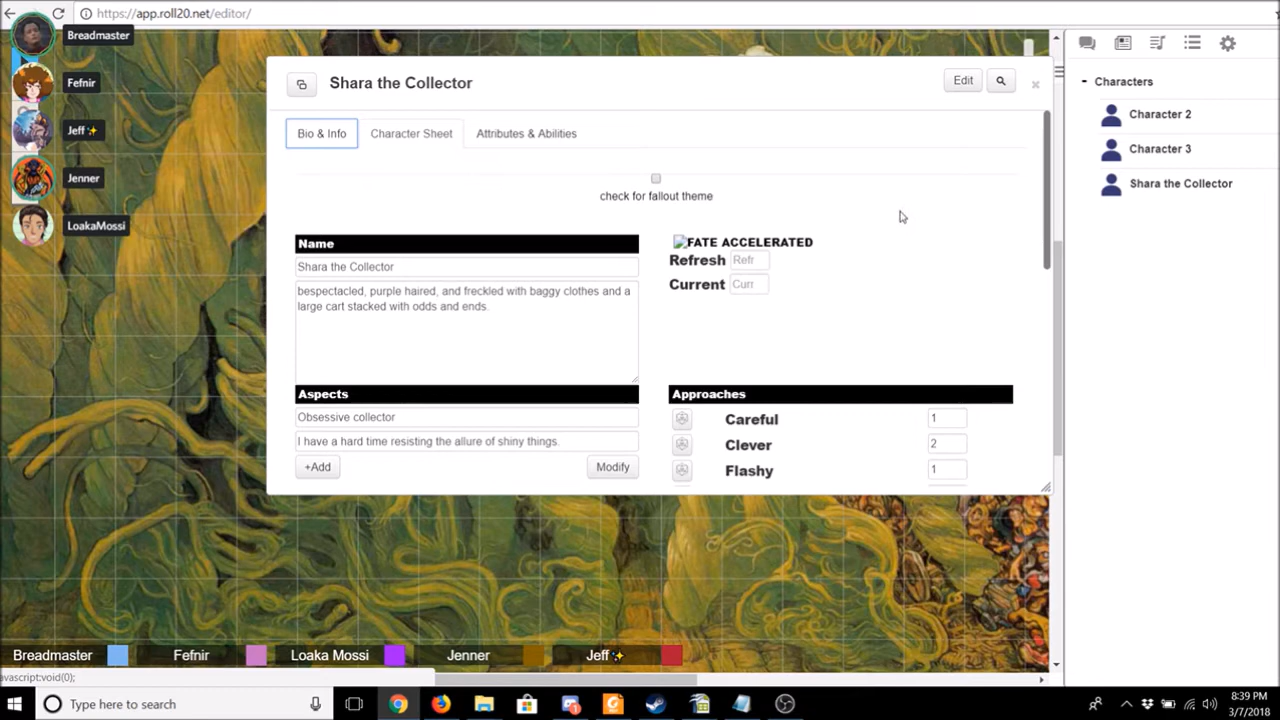 https://app.roll20.net/editor/
Breadmaster
Fefnir
Jeff✨
Jenner
LoakaMossi
Shara the Collector
Edit
Bio & Info
Character Sheet
Attributes & Abilities
check for fallout theme
Name
Shara the Collector
bespectacled, purple haired, and freckled with baggy clothes and a
large cart stacked with odds and ends.
FATE ACCELERATED
Refresh
Refr
Current
Curr
Aspects
Obsessive collector
I have a hard time resisting the allure of shiny things.
+Add
Modify
Approaches
Careful 1
Clever 2
Flashy 1
Characters
Character 2
Character 3
Shara the Collector
Breadmaster
Fefnir
Loaka Mossi
Jenner
Jeff✨
avascript:void(0);
Type here to search
8:39 PM
3/7/2018